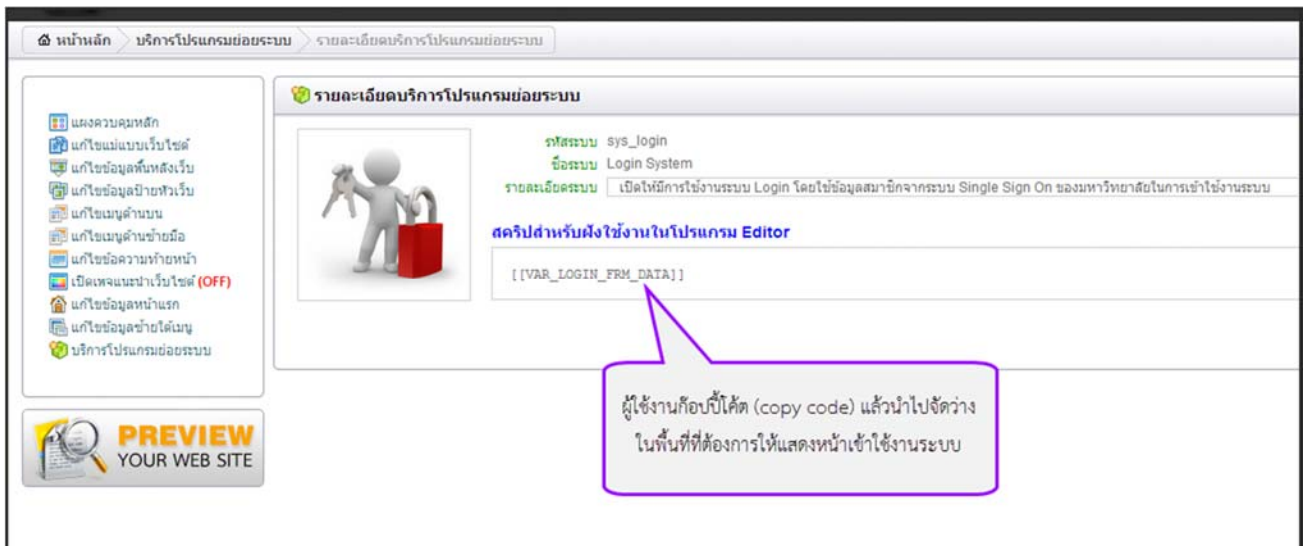 หน้าหลัก บริการโปรแกรมย่อยระบบ รายละเอียดบริการโปรแกรมย่อยระบบ
แผงควบคุมหลัก
แก้ไขแม่แบบเว็บไซต์
แก้ไขข้อมูลพื้นหลังเว็บ
แก้ไขข้อมูลป้ายหัวเว็บ
แก้ไขเมนูด้านบน
แก้ไขเมนูด้านซ้ายมือ
แก้ไขข้อความท้ายหน้า
เปิดเพจแนะนำเว็บไซต์ (OFF)
แก้ไขข้อมูลหน้าแรก
แก้ไขข้อมูลซ้ายใต้เมนู
บริการโปรแกรมย่อยระบบ
PREVIEW
YOUR WEB SITE
รายละเอียดบริการโปรแกรมย่อยระบบ
รหัสระบบ sys_login
ชื่อระบบ Login System
รายละเอียดระบบ เปิดให้มีการใช้งานระบบ Login โดยใช้ข้อมูลสมาชิกจากระบบ Single Sign On ของมหาวิทยาลัยในการเข้าใช้งานระบบ
สคริปสำหรับฝังใช้งานในโปรแกรม Editor
[[VAR_LOGIN_FRM_DATA]]
ผู้ใช้งานก๊อปปี้โค้ต (copy code) แล้วนำไปจัดว่าง
ในพื้นที่ที่ต้องการให้แสดงหน้าเข้าใช้งานระบบ